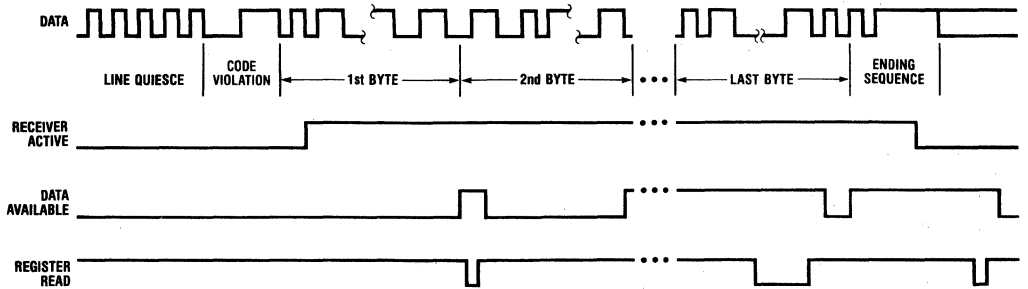 DATA
LINE QUIESCE
CODE
VIOLATION
1st BYTE
2nd BYTE
• • •
LAST BYTE
ENDING
SEQUENCE
RECEIVER
ACTIVE
• • •
DATA
AVAILABLE
• • •
REGISTER
READ
• • •